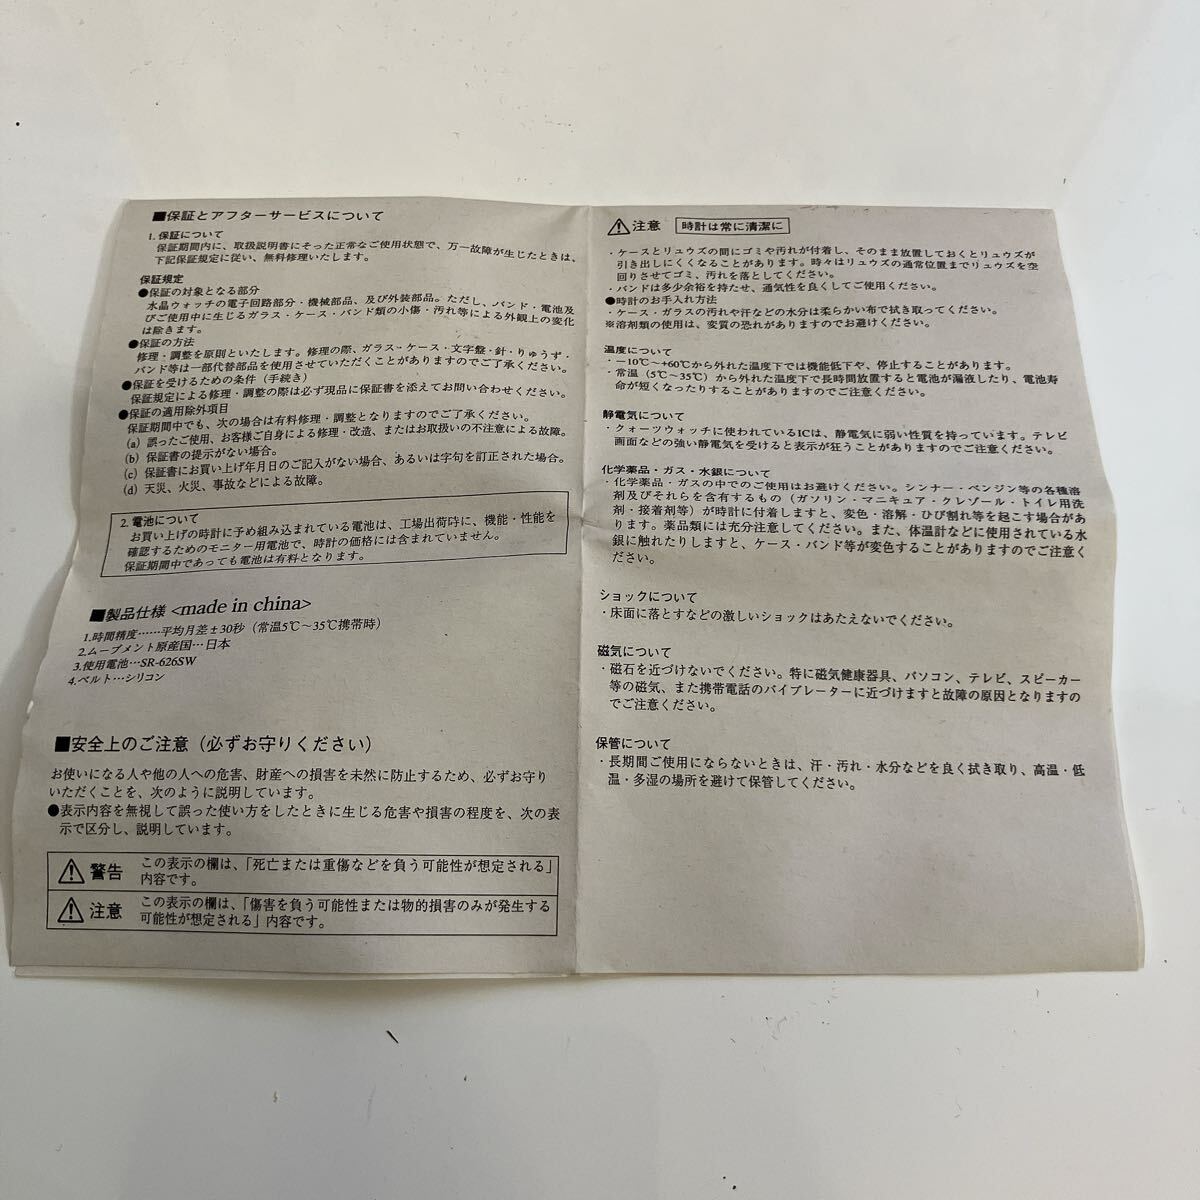 ■保証とアフターサービスについて
1. 保証について
保証期間内に、取扱説明書にそった正常なご使用状態で、万一故障が生じたときは、
下記保証規定に従い、無料修理いたします。
保証規定
●保証の対象となる部分
水晶ウォッチの電子回路部分・機械部品、及び外装部品。ただし、バンド・電池及
びご使用中に生じるガラス・ケース・バンド類の小傷・汚れ等による外観上の変化
は除きます。
●保証の方法
修理・調整を原則といたします。修理の際、ガラス・ケース・文字盤・針・りゅうず・
バンド等は一部代替部品を使用させていただくことがありますのでご了承ください。
●保証を受けるための条件（手続き）
保証規定による修理・調整の際は必ず現品に保証書を添えてお問い合わせください。
●保証の適用除外項目
保証期間中でも、次の場合は有料修理・調整となりますのでご了承ください。
(a) 誤ったご使用、お客様ご自身による修理・改造、またはお取扱いの不注意による故障。
(b) 保証書の提示がない場合。
(c) 保証書にお買い上げ年月日のご記入がない場合、あるいは字句を訂正された場合。
(d) 天災、火災、事故などによる故障。
2. 電池について
お買い上げの時計に予め組み込まれている電池は、工場出荷時に、機能・性能を
確認するためのモニター用電池で、時計の価格には含まれていません。
保証期間中であっても電池は有料となります。
■製品仕様 <made in china>
1.時間精度……平均月差±30秒（常温5℃～35℃携帯時）
2.ムーブメント原産国…日本
3.使用電池…SR-626SW
4.ベルト…シリコン
■安全上のご注意（必ずお守りください）
お使いになる人や他の人への危害、財産への損害を未然に防止するため、必ずお守り
いただくことを、次のように説明しています。
●表示内容を無視して誤った使い方をしたときに生じる危害や損害の程度を、次の表
示で区分し、説明しています。
⚠警告 この表示の欄は、「死亡または重傷などを負う可能性が想定される」
内容です。
⚠注意 この表示の欄は、「傷害を負う可能性または物的損害のみが発生する
可能性が想定される」内容です。
⚠注意 時計は常に清潔に
・ケースとリュウズの間にゴミや汚れが付着し、そのまま放置しておくとリュウズが
引き出しにくくなることがあります。時々はリュウズの通常位置までリュウズを空
回りさせてゴミ、汚れを落としてください。
・バンドは多少余裕を持たせ、通気性を良くしてご使用ください。
●時計のお手入れ方法
・ケース・ガラスの汚れや汗などの水分は柔らかい布で拭き取ってください。
※溶剤類の使用は、変質の恐れがありますのでお避けください。
温度について
・－10℃～+60℃から外れた温度下では機能低下や、停止することがあります。
・常温（5℃～35℃）から外れた温度下で長時間放置すると電池が漏液したり、電池寿
命が短くなったりすることがありますのでご注意ください。
静電気について
・クォーツウォッチに使われているICは、静電気に弱い性質を持っています。テレビ
画面などの強い静電気を受けると表示が狂うことがありますのでご注意ください。
化学薬品・ガス・水銀について
・化学薬品・ガスの中でのご使用はお避けください。シンナー・ベンジン等の各種溶
剤及びそれらを含有するもの（ガソリン・マニキュア・クレゾール・トイレ用洗
剤・接着剤等）が時計に付着しますと、変色・溶解・ひび割れ等を起こす場合があ
ります。薬品類には充分注意してください。また、体温計などに使用されている水
銀に触れたりしますと、ケース・バンド等が変色することがありますのでご注意く
ださい。
ショックについて
・床面に落とすなどの激しいショックはあたえないでください。
磁気について
・磁石を近づけないでください。特に磁気健康器具、パソコン、テレビ、スピーカー
等の磁気、また携帯電話のバイブレーターに近づけますと故障の原因となりますの
でご注意ください。
保管について
・長期間ご使用にならないときは、汗・汚れ・水分などを良く拭き取り、高温・低
温・多湿の場所を避けて保管してください。